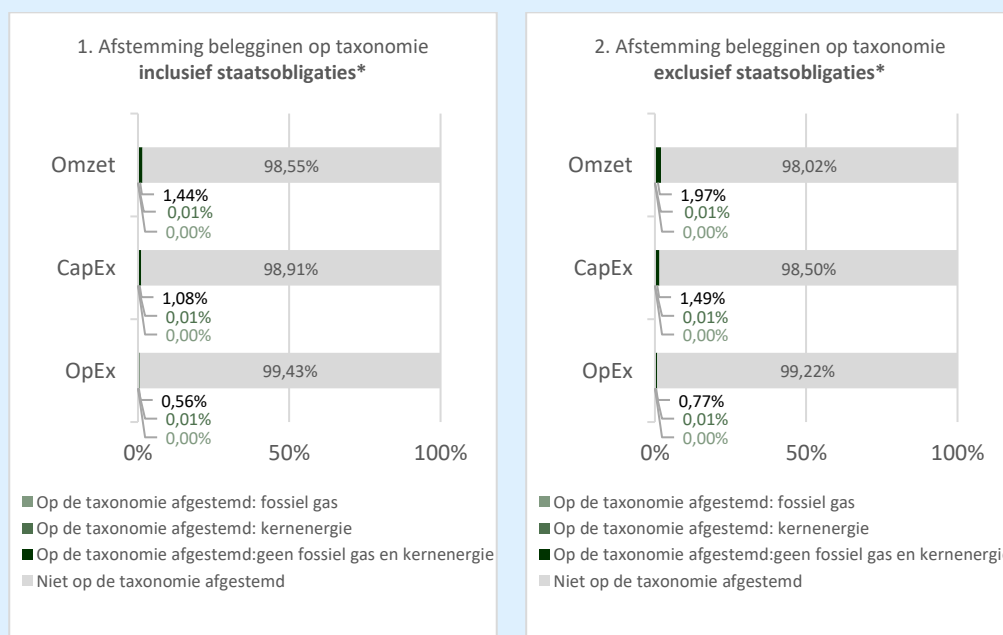 1. Afstemming belegginen op taxonomie
inclusief staatsobligaties*
Omzet
98,55%
1,44%
0,01%
0,00%
CapEx
98,91%
1,08%
0,01%
0,00%
OpEx
99,43%
0,56%
0,01%
0,00%
0% 50% 100%
Op de taxonomie afgestemd: fossiel gas
Op de taxonomie afgestemd: kernenergie
Op de taxonomie afgestemd:geen fossiel gas en kernenergie
Niet op de taxonomie afgestemd
2. Afstemming belegginen op taxonomie
exclusief staatsobligaties*
Omzet
98,02%
1,97%
0,01%
0,00%
CapEx
98,50%
1,49%
0,01%
0,00%
OpEx
99,22%
0,77%
0,01%
0,00%
0% 50% 100%
Op de taxonomie afgestemd: fossiel gas
Op de taxonomie afgestemd: kernenergie
Op de taxonomie afgestemd:geen fossiel gas en kernenergie
Niet op de taxonomie afgestemd